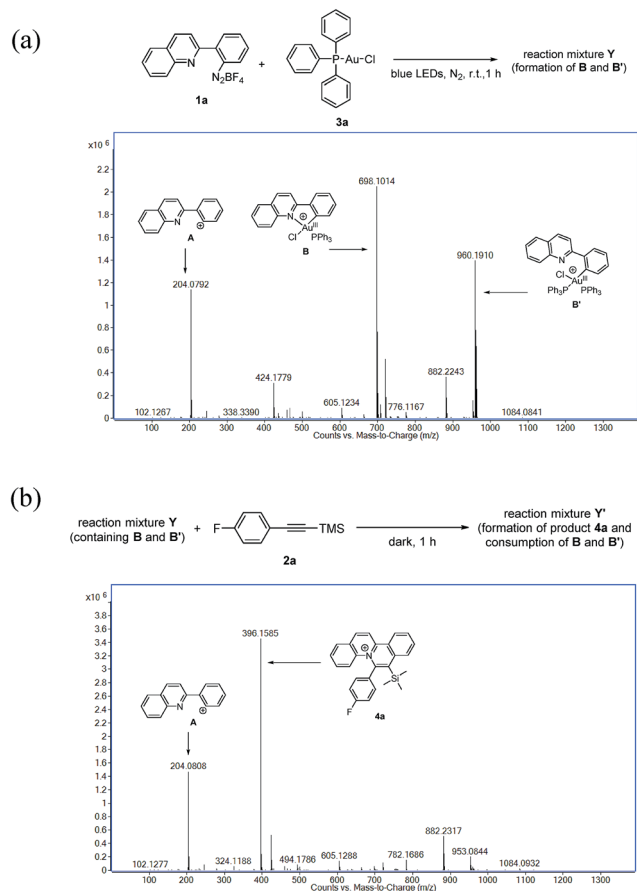 (a)
N
N₂BF₄
1a
+
P
Au
Cl
3a
blue LEDs, N₂, r.t.,1 h
reaction mixture Y
(formation of B and B')
x10 ⁶
2.2
2
1.8
1.6
1.4
1.2
1
0.8
0.6
0.4
0.2
0
N
⊕
A
204.0792
N
⊕
Auᴵᴵᴵ
Cl
PPh₃
B
698.1014
960.1910
N
Cl
⊕
Auᴵᴵᴵ
Ph₃P
PPh₃
B'
102.1267
338.3390
424.1779
605.1234
776.1167
882.2243
1084.0841
100 200 300 400 500 600 700 800 900 1000 1100 1200 1300
Counts vs. Mass-to-Charge (m/z)
(b)
reaction mixture Y
(containing B and B')
+
F
TMS
2a
dark, 1 h
reaction mixture Y'
(formation of product 4a and
consumption of B and B')
x10 ⁶
3.8
3.6
3.4
3.2
3
2.8
2.6
2.4
2.2
2
1.8
1.6
1.4
1.2
1
0.8
0.6
0.4
0.2
0
396.1585
N
⊕
Si
F
4a
N
⊕
A
204.0808
102.1277
324.1188
494.1786
605.1288
782.1686
882.2317
953.0844
1084.0932
100 200 300 400 500 600 700 800 900 1000 1100 1200 1300
Counts vs. Mass-to-Charge (m/z)